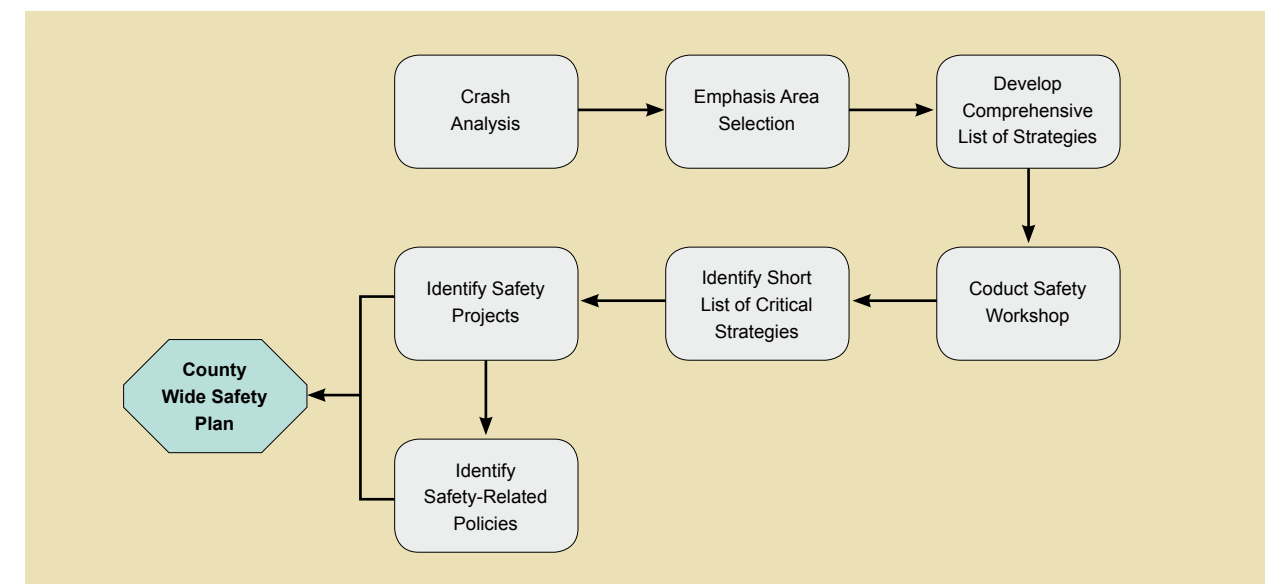 Crash
Analysis
Emphasis Area
Selection
Develop
Comprehensive
List of Strategies
Coduct Safety
Workshop
Identify Short
List of Critical
Strategies
Identify Safety
Projects
Identify
Safety-Related
Policies
County
Wide Safety
Plan